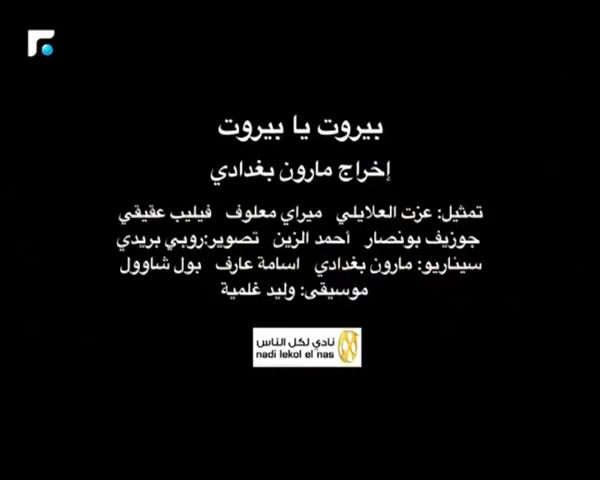 بيروت يا بيروت
إخراج مارون بغدادي
تمثيل: عزت العلايلي ميراي معلوف فيليب عقيقي
جوزيف بونصار أحمد الزين تصوير:روبي بريدي
سيناريو: مارون بغدادي اسامة عارف بول شاوول
موسيقى: وليد غلمية
نادي لكل الناس
nadi lekol el nas